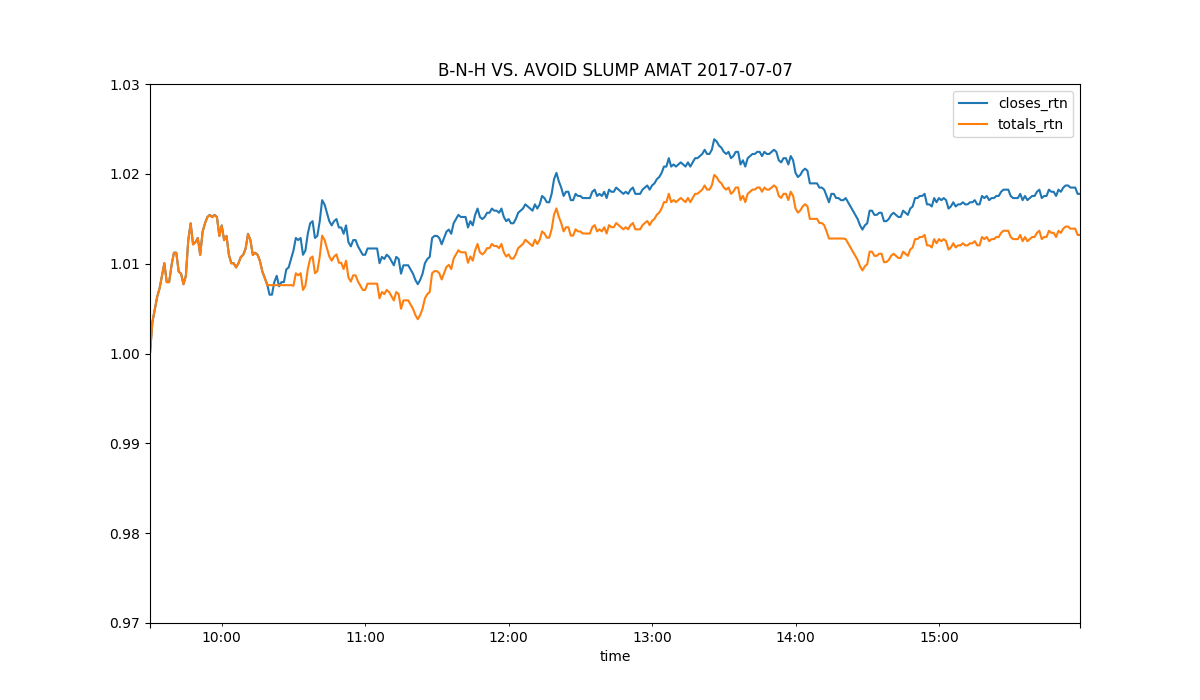 B-N-H VS. AVOID SLUMP AMAT 2017-07-07
closes_rtn
totals_rtn
1.03
1.02
1.01
1.00
0.99
0.98
0.97
10:00 11:00 12:00 13:00 14:00 15:00
time